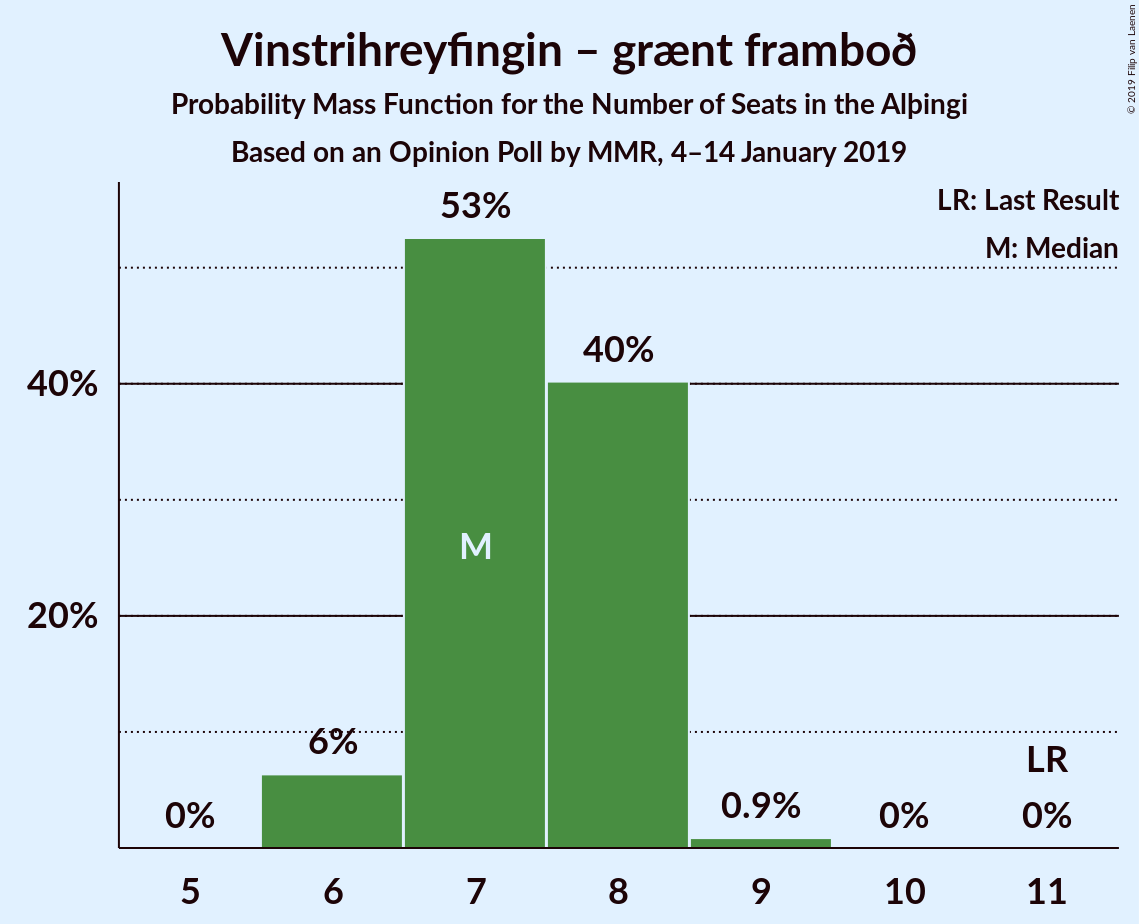 Vinstrihreyfingin – grænt framboð
Probability Mass Function for the Number of Seats in the Alþingi
Based on an Opinion Poll by MMR, 4–14 January 2019
© 2019 Filip van Laenen
LR: Last Result
M: Median
53%
40%
40%
M
20%
6%
LR
0%
0.9%
0%
0%
5 6 7 8 9 10 11